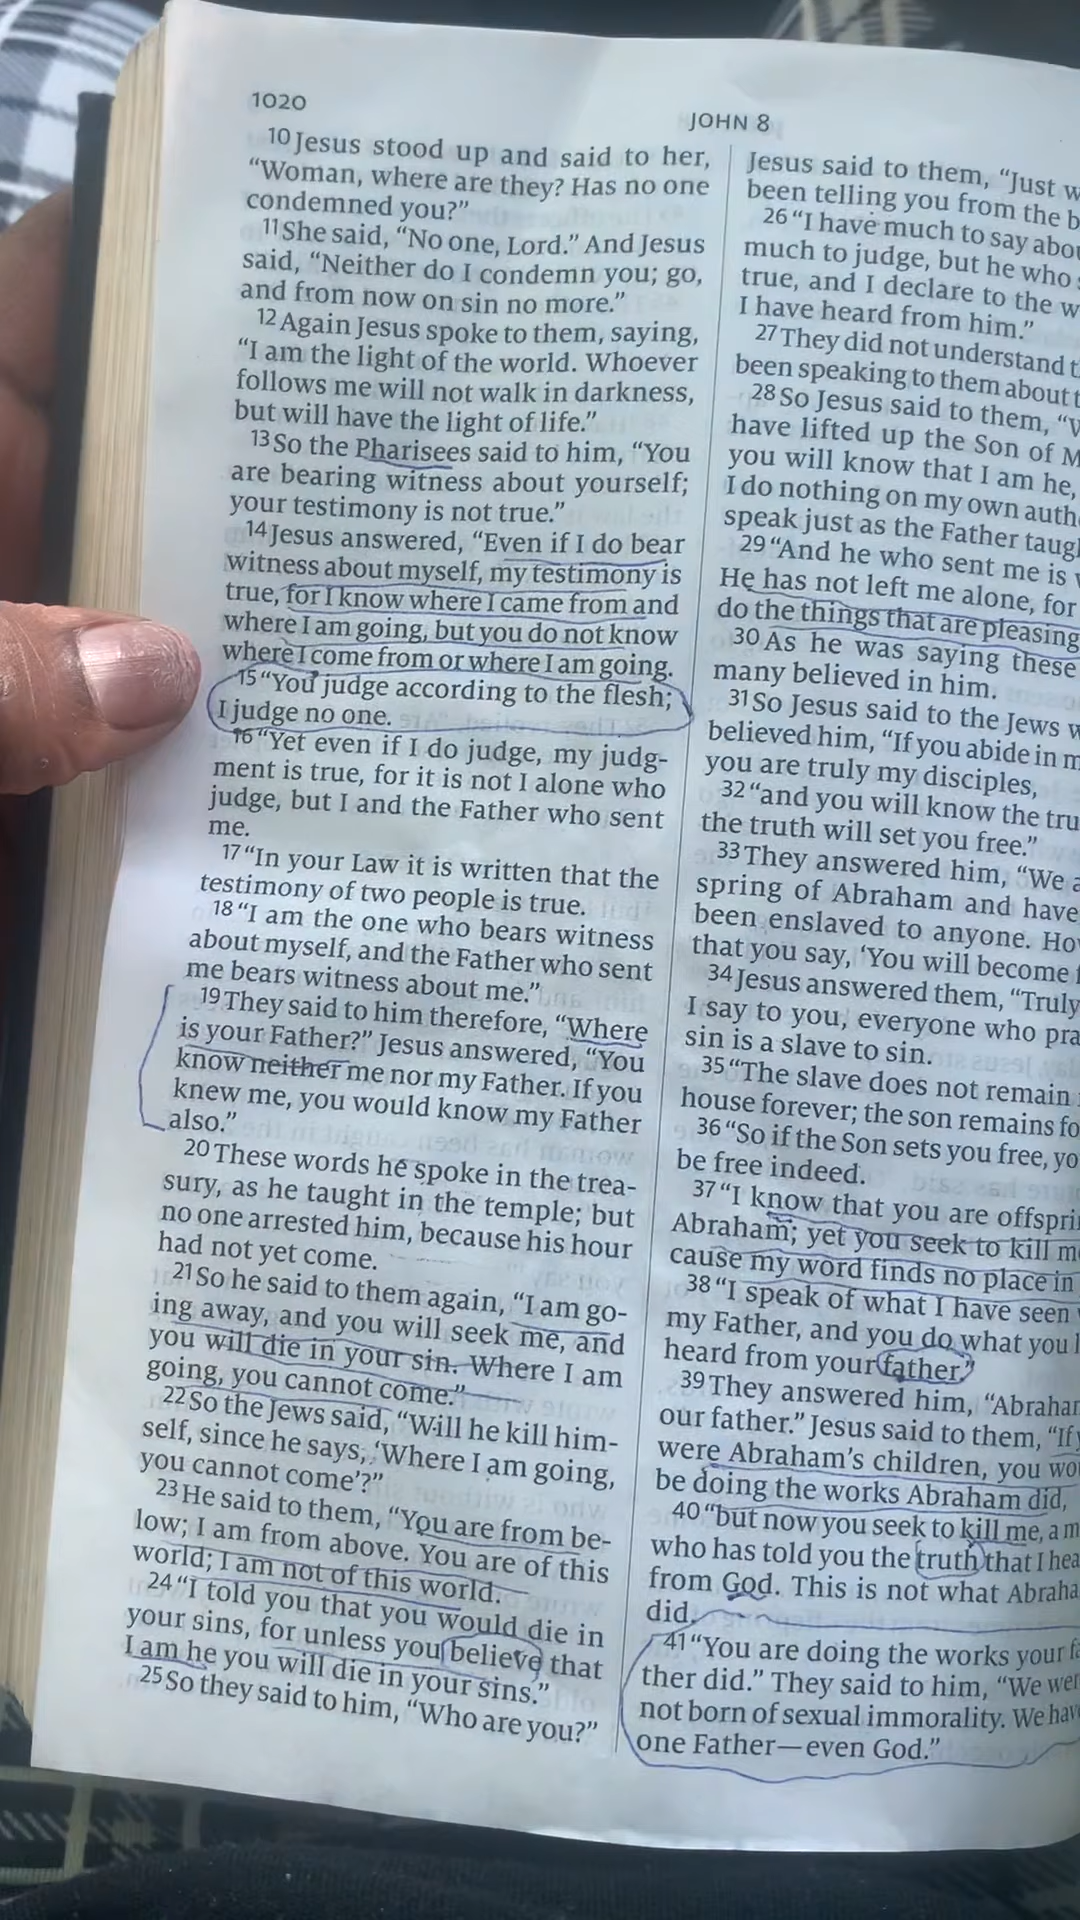 1020
JOHN 8
10 Jesus stood up and said to her,
“Woman, where are they? Has no one
condemned you?”
11 She said, “No one, Lord.” And Jesus
said, “Neither do I condemn you; go,
and from now on sin no more.”
12 Again Jesus spoke to them, saying,
“I am the light of the world. Whoever
follows me will not walk in darkness,
but will have the light of life.”
13 So the Pharisees said to him, “You
are bearing witness about yourself;
your testimony is not true.”
14 Jesus answered, “Even if I do bear
witness about myself, my testimony is
true, for I know where I came from and
where I am going, but you do not know
where I come from or where I am going.
15 “You judge according to the flesh;
I judge no one.
16 “Yet even if I do judge, my judg-
ment is true, for it is not I alone who
judge, but I and the Father who sent
me.
17 “In your Law it is written that the
testimony of two people is true.
18 “I am the one who bears witness
about myself, and the Father who sent
me bears witness about me.”
19 They said to him therefore, “Where
is your Father?” Jesus answered, “You
know neither me nor my Father. If you
knew me, you would know my Father
also.”
20 These words he spoke in the trea-
sury, as he taught in the temple; but
no one arrested him, because his hour
had not yet come.
21 So he said to them again, “I am go-
ing away, and you will seek me, and
you will die in your sin. Where I am
going, you cannot come.”
22 So the Jews said, “Will he kill him-
self, since he says, ‘Where I am going,
you cannot come’?”
23 He said to them, “You are from be-
low; I am from above. You are of this
world; I am not of this world.
24 “I told you that you would die in
your sins, for unless you believe that
I am he you will die in your sins.”
25 So they said to him, “Who are you?”
Jesus said to them, “Just
been telling you from the
26 “I have much to say
much to judge, but he who
true, and I declare to the
I have heard from him.”
27 They did not understand
been speaking to them about
28 So Jesus said to them,
have lifted up the Son of
you will know that I am he,
I do nothing on my own
speak just as the Father
29 “And he who sent me is
He has not left me alone, for
do the things that are pleasing
30 As he was saying these
many believed in him.
31 So Jesus said to the Jews
believed him, “If you abide in
you are truly my disciples,
32 “and you will know the
the truth will set you free.”
33 They answered him, “We
spring of Abraham and have
been enslaved to anyone.
that you say, ‘You will become
34 Jesus answered them, “Truly
I say to you, everyone who
sin is a slave to sin.
35 “The slave does not remain
house forever; the son remains
36 “So if the Son sets you free,
be free indeed.
37 “I know that you are
Abraham; yet you seek to kill
cause my word finds no place in
38 “I speak of what I have seen
my Father, and you do what you
heard from your father.”
39 They answered him,
our father.” Jesus said to them, “If
were Abraham’s children, you
be doing the works Abraham did,
40 “but now you seek to kill me, a
who has told you the truth that I
from God. This is not what
did.
41 “You are doing the works your
ther did.” They said to him, “We
not born of sexual immorality. We
one Father—even God.”